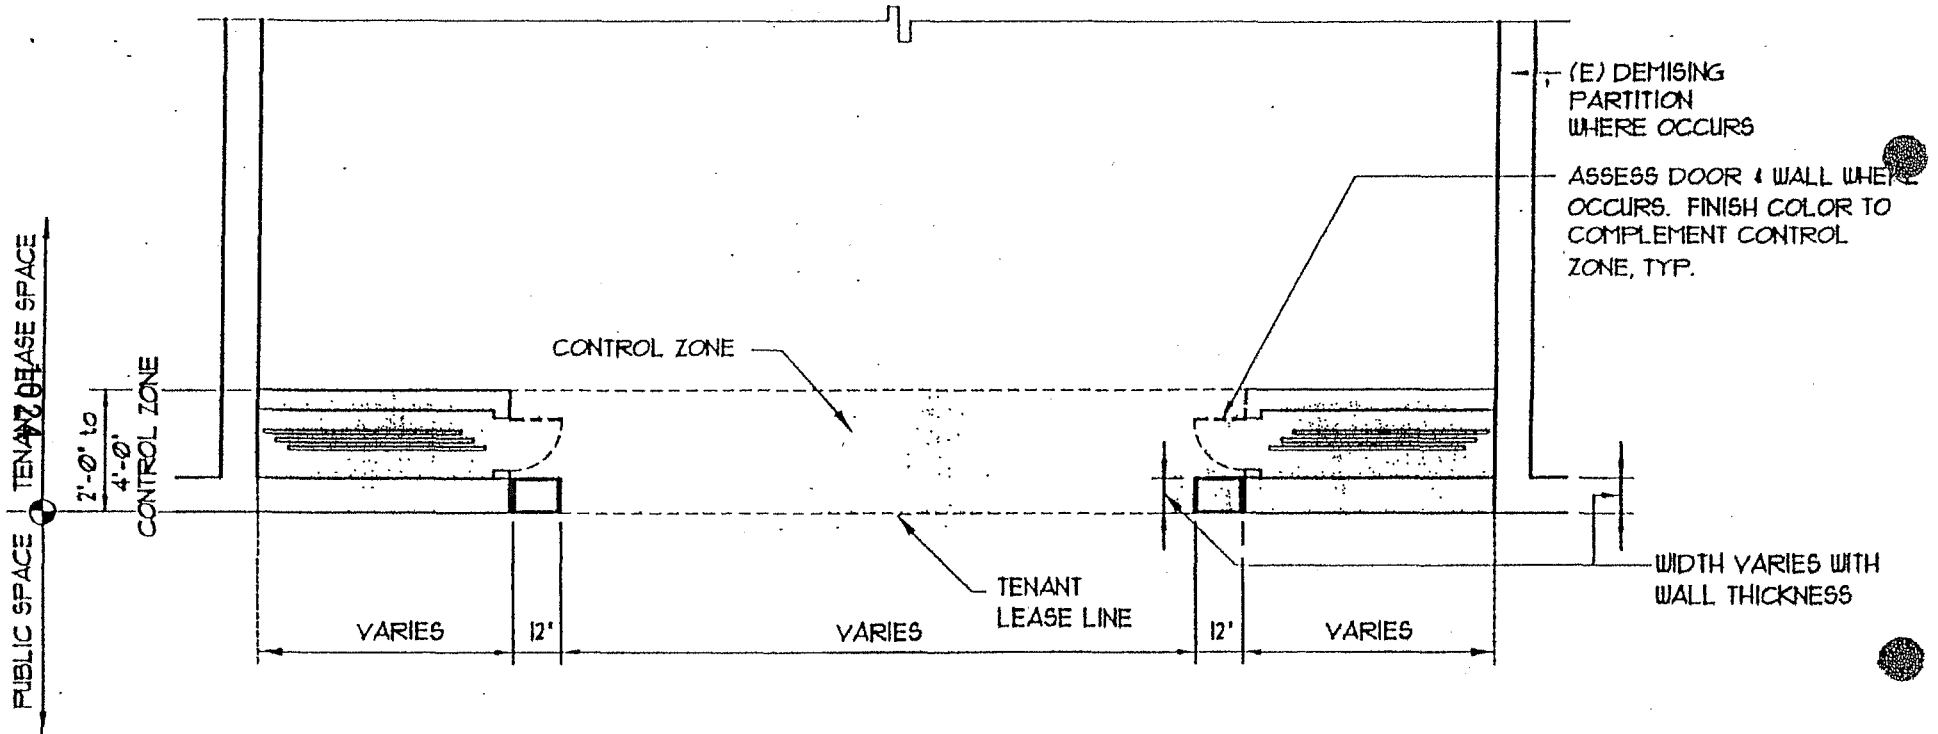 (E) DEMISING
PARTITION
WHERE OCCURS
ASSESS DOOR & WALL WHERE
OCCURS. FINISH COLOR TO
COMPLEMENT CONTROL
ZONE, TYP.
CONTROL ZONE
TENANT LEASE SPACE
PUBLIC SPACE
2'-0" to
4'-0"
CONTROL ZONE
TENANT
LEASE LINE
WIDTH VARIES WITH
WALL THICKNESS
VARIES
12"
VARIES
12"
VARIES